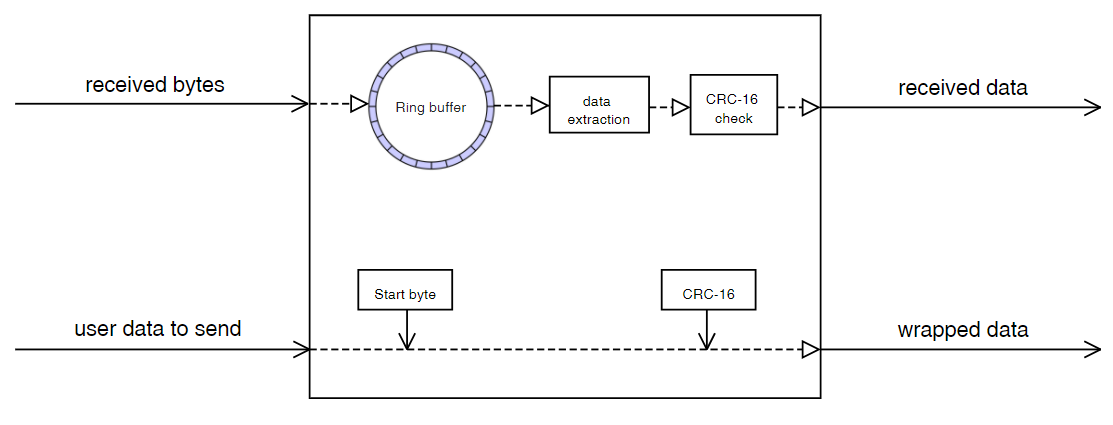 received bytes
Ring buffer
data
extraction
CRC-16
check
received data
Start byte
CRC-16
user data to send
wrapped data